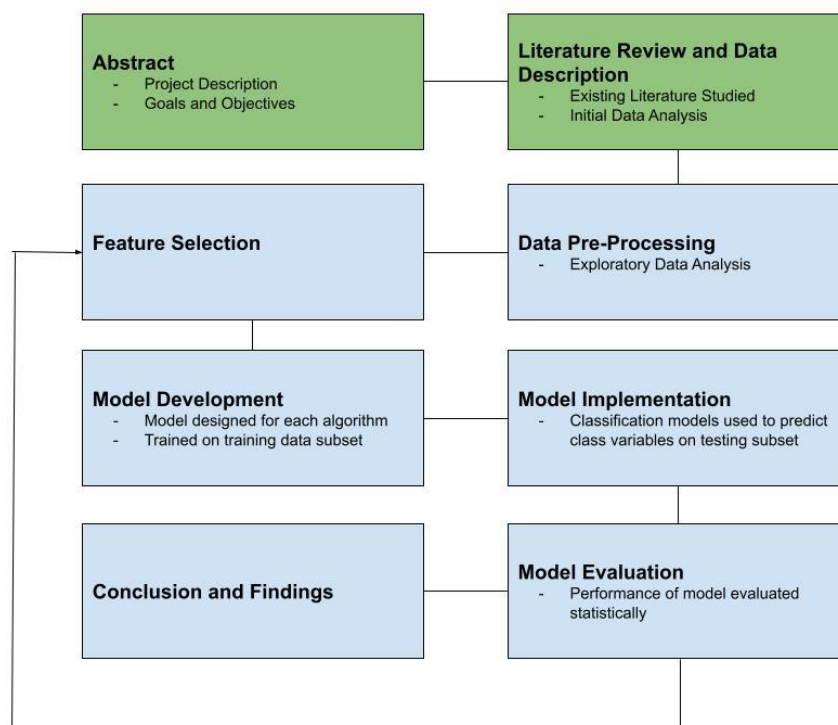 Abstract
- Project Description
- Goals and Objectives
Literature Review and Data
Description
- Existing Literature Studied
- Initial Data Analysis
Feature Selection
Data Pre-Processing
- Exploratory Data Analysis
Model Development
- Model designed for each algorithm
- Trained on training data subset
Model Implementation
- Classification models used to predict
class variables on testing subset
Conclusion and Findings
Model Evaluation
- Performance of model evaluated
statistically